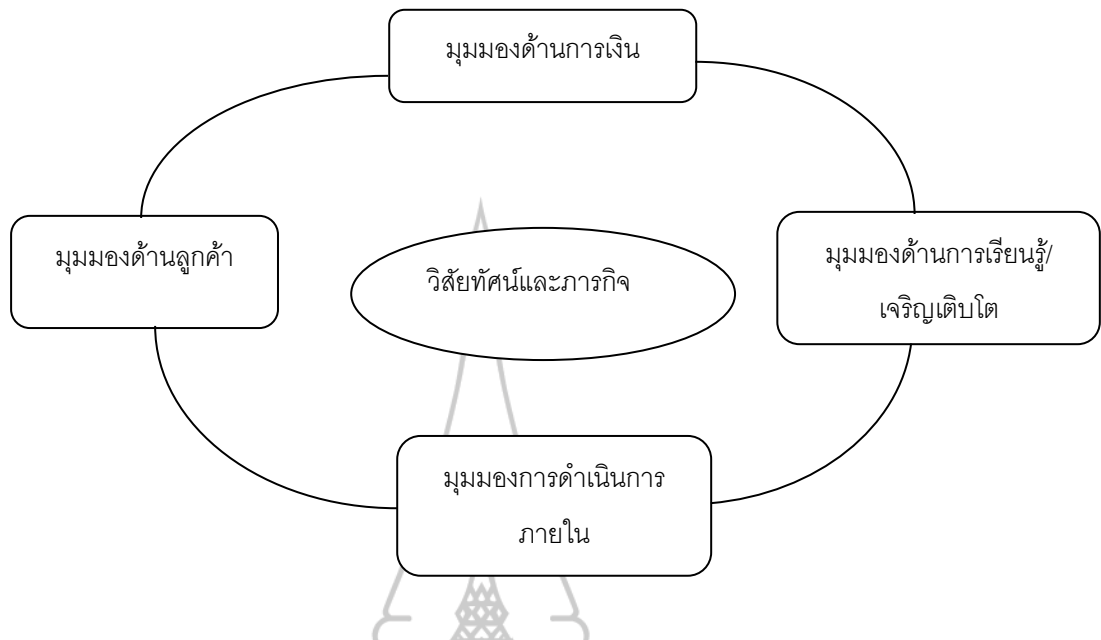 มุมมองด้านการเงิน
มุมมองด้านลูกค้า
วิสัยทัศน์และภารกิจ
มุมมองด้านการเรียนรู้/
เจริญเติบโต
มุมมองการดำเนินการ
ภายใน